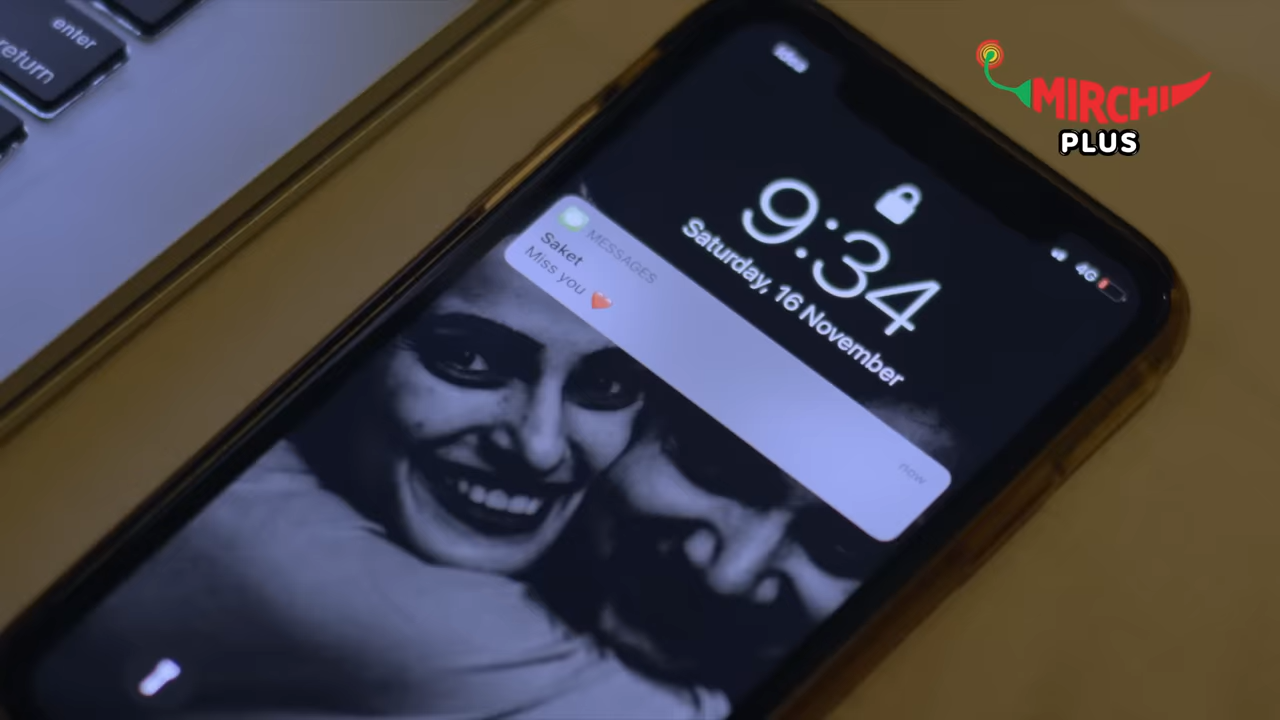 enter
return
MIRCHI
PLUS
9:34
Saturday, 16 November
4G
MESSAGES
Saket
Miss you ❤️
now